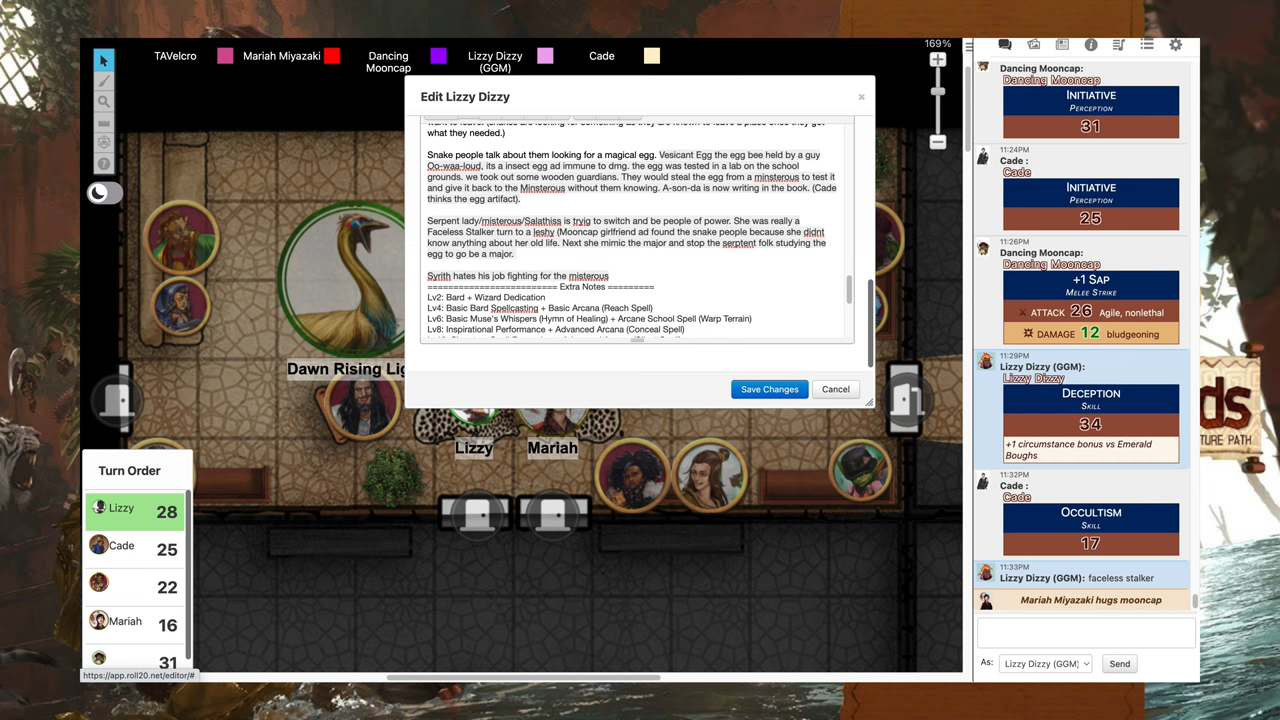 TAVelcro
Mariah Miyazaki
Dancing Mooncap
Lizzy Dizzy (GGM)
Cade
169%
Edit Lizzy Dizzy
×
what they needed.)
Snake people talk about them looking for a magical egg. Vesicant Egg the egg bee held by a guy
Oo-waa-loud, its a insect egg ad immune to dmg. the egg was tested in a lab on the school
grounds. we took out some wooden guardians. They would steal the egg from a minsterous to test it
and give it back to the Minsterous without them knowing. A-son-da is now writing in the book. (Cade
thinks the egg artifact).
Serpent lady/misterous/Salathiss is tryig to switch and be people of power. She was really a
Faceless Stalker turn to a leshy (Mooncap girlfriend ad found the snake people because she didnt
know anything about her old life. Next she mimic the major and stop the serptent folk studying the
egg to go be a major.
Syrith hates his job fighting for the misterous
========================= Extra Notes =========
Lv2: Bard + Wizard Dedication
Lv4: Basic Bard Spellcasting + Basic Arcana (Reach Spell)
Lv6: Basic Muse's Whispers (Hymn of Healing) + Arcane School Spell (Warp Terrain)
Lv8: Inspirational Performance + Advanced Arcana (Conceal Spell)
Save Changes
Cancel
Dawn Rising Lig
Lizzy
Mariah
Turn Order
Lizzy 28
Cade 25
22
Mariah 16
31
https://app.roll20.net/editor/#
Dancing Mooncap:
Dancing Mooncap
Initiative
Perception
31
11:24PM
Cade :
Cade
Initiative
Perception
25
11:26PM
Dancing Mooncap:
Dancing Mooncap
+1 Sap
Melee Strike
Attack 26 Agile, nonlethal
Damage 12 bludgeoning
11:29PM
Lizzy Dizzy (GGM):
Lizzy Dizzy
Deception
Skill
34
+1 circumstance bonus vs Emerald
Boughs
11:32PM
Cade :
Cade
Occultism
Skill
17
11:33PM
Lizzy Dizzy (GGM): faceless stalker
Mariah Miyazaki hugs mooncap
As:
Lizzy Dizzy (GGM)
Send
ds
TURE PATH